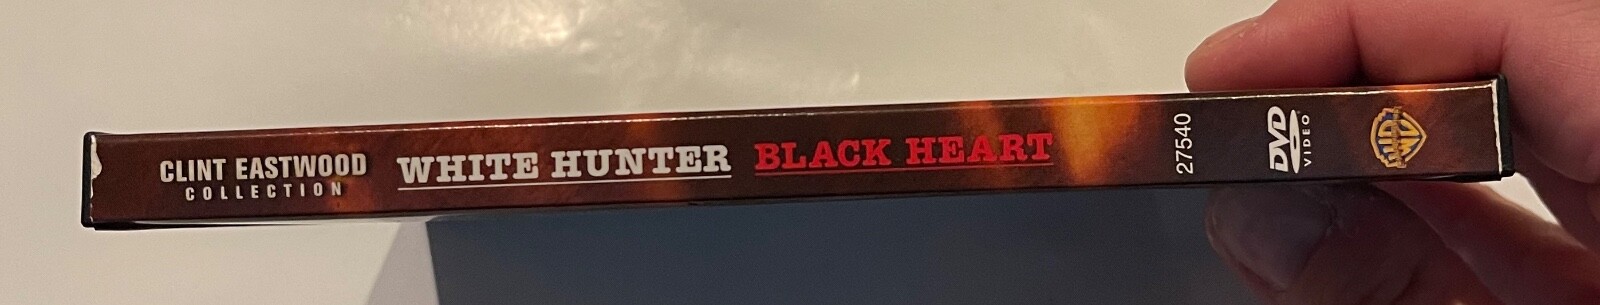 CLINT EASTWOOD
COLLECTION
WHITE HUNTER BLACK HEART
27540
DVD
VIDEO
WB